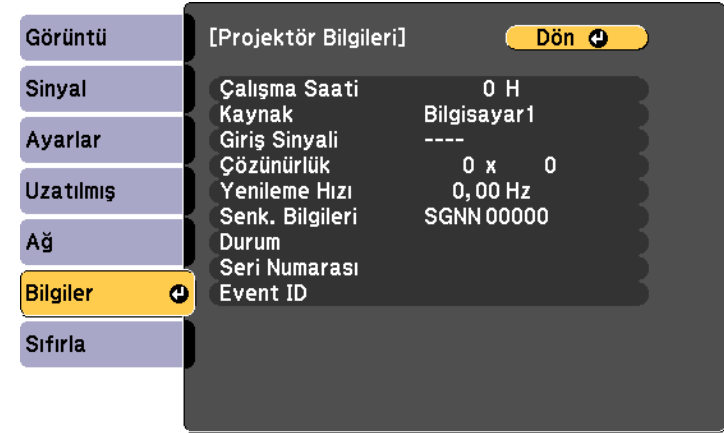 Görüntü
Sinyal
Ayarlar
Uzatılmış
Ağ
Bilgiler
Sıfırla
[Projektör Bilgileri] Dön
Çalışma Saati 0 H
Kaynak Bilgisayar1
Giriş Sinyali ----
Çözünürlük 0 x 0
Yenileme Hızı 0,00 Hz
Senk. Bilgileri SGNN 00000
Durum
Seri Numarası
Event ID